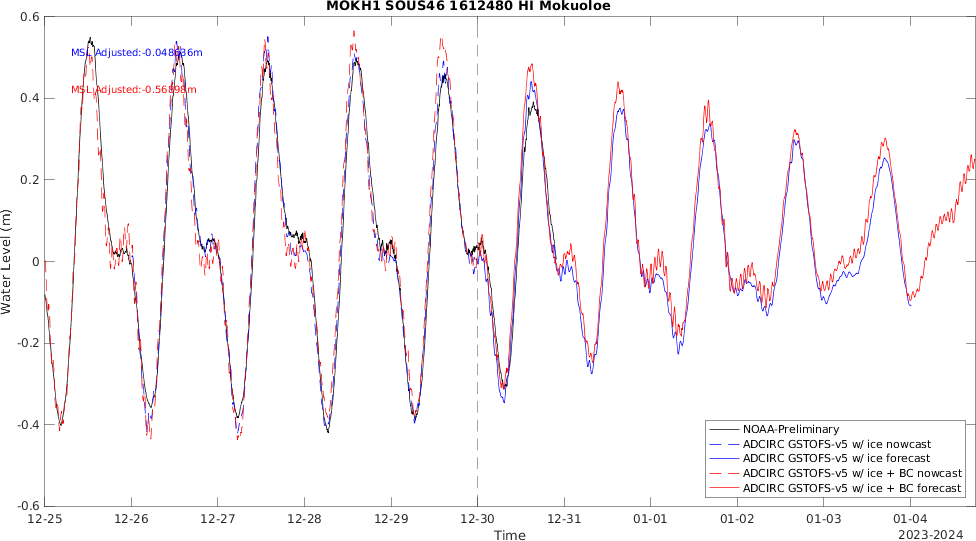 MOKH1 SOUS46 1612480 HI Mokuoloe
0.6
MSL Adjusted:-0.048636m
MSL Adjusted:-0.56898m
0.4
0.2
0
-0.2
-0.4
-0.6
Water Level (m)
NOAA-Preliminary
ADCIRC GSTOFS-v5 w/ ice nowcast
ADCIRC GSTOFS-v5 w/ ice forecast
ADCIRC GSTOFS-v5 w/ ice + BC nowcast
ADCIRC GSTOFS-v5 w/ ice + BC forecast
12-25 12-26 12-27 12-28 12-29 12-30 12-31 01-01 01-02 01-03 01-04
Time
2023-2024